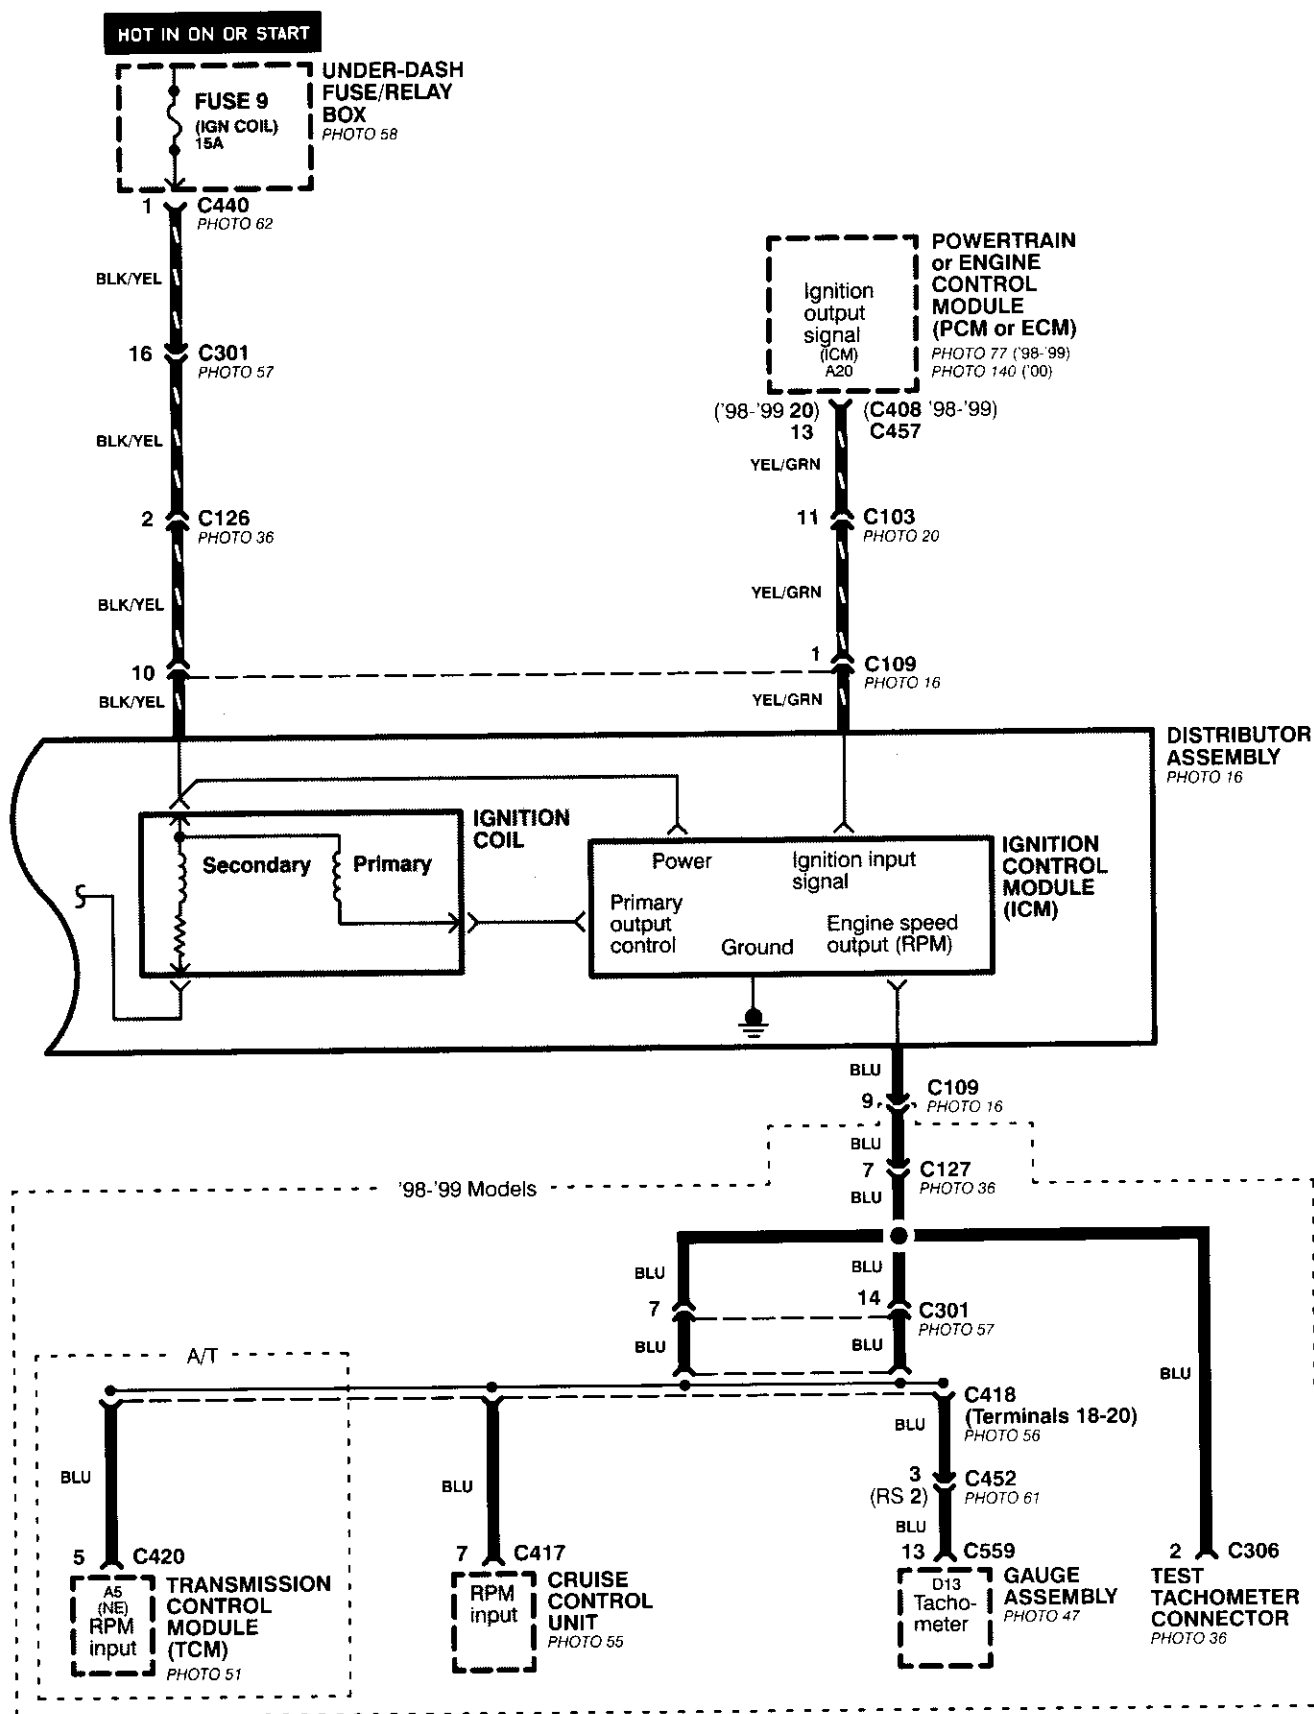 HOT IN ON OR START
UNDER-DASH
FUSE/RELAY
BOX
PHOTO 58
FUSE 9
(IGN COIL)
15A
1
C440
PHOTO 62
BLK/YEL
16
C301
PHOTO 57
BLK/YEL
2
C126
PHOTO 36
BLK/YEL
10
BLK/YEL
POWERTRAIN
or ENGINE
CONTROL
MODULE
(PCM or ECM)
PHOTO 77 ('98-'99)
PHOTO 140 ('00)
Ignition
output
signal
(ICM)
A20
('98-'99 20)
13
(C408 '98-'99)
C457
YEL/GRN
11
C103
PHOTO 20
YEL/GRN
1
C109
PHOTO 16
YEL/GRN
DISTRIBUTOR
ASSEMBLY
PHOTO 16
IGNITION
COIL
Secondary
Primary
IGNITION
CONTROL
MODULE
(ICM)
Power
Ignition input
signal
Primary
output
control
Ground
Engine speed
output (RPM)
BLU
9
C109
PHOTO 16
BLU
7
C127
PHOTO 36
BLU
'98-'99 Models
BLU
BLU
7
14
C301
PHOTO 57
BLU
BLU
A/T
BLU
C418
(Terminals 18-20)
PHOTO 56
BLU
BLU
BLU
3
(RS 2)
C452
PHOTO 61
BLU
5
C420
7
C417
13
C559
2
C306
A5
(NE)
RPM
input
TRANSMISSION
CONTROL
MODULE
(TCM)
PHOTO 51
RPM
input
CRUISE
CONTROL
UNIT
PHOTO 55
D13
Tacho-
meter
GAUGE
ASSEMBLY
PHOTO 47
TEST
TACHOMETER
CONNECTOR
PHOTO 36